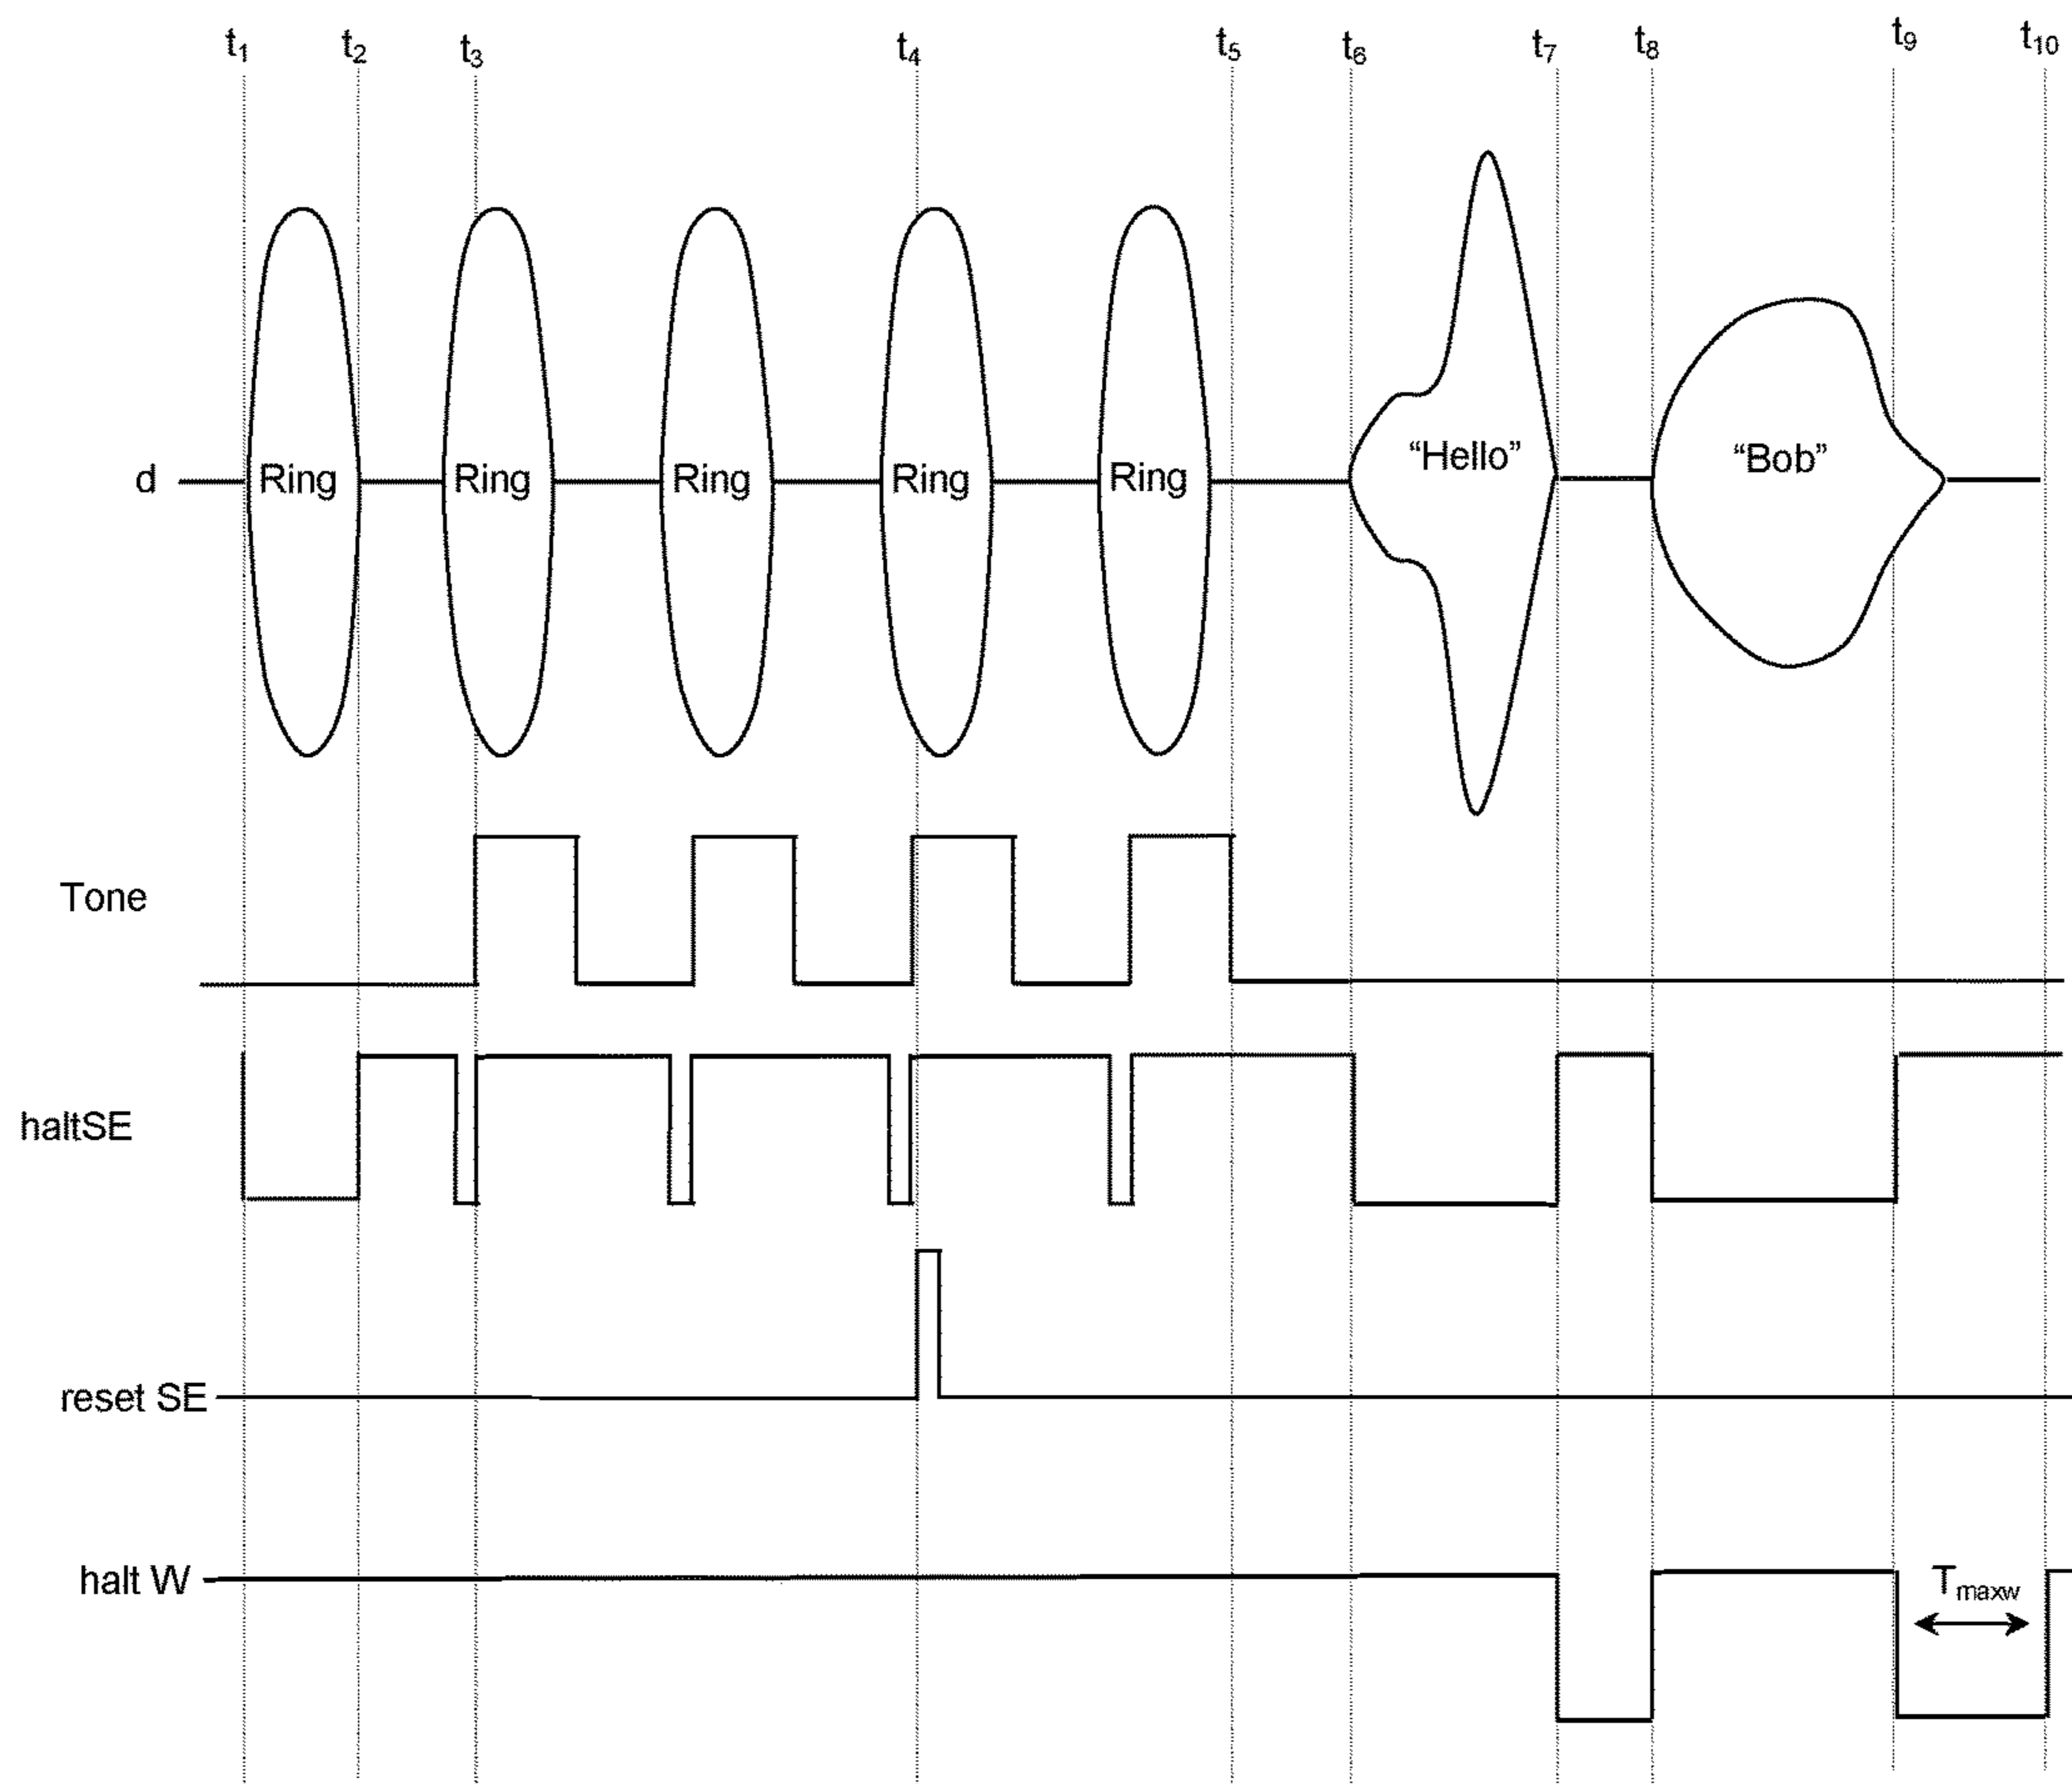 t1 t2 t3 t4 t5 t6 t7 t8 t9 t10
d Ring Ring Ring Ring Ring “Hello” “Bob”
Tone
haltSE
reset SE
halt W Tmaxw